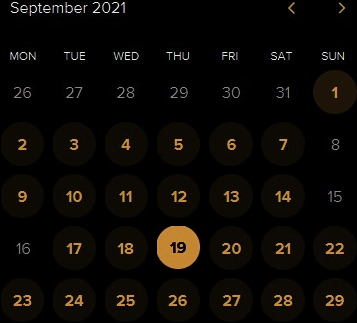 September 2021
MON TUE WED THU FRI SAT SUN
26 27 28 29 30 31 1
2 3 4 5 6 7 8
9 10 11 12 13 14 15
16 17 18 19 20 21 22
23 24 25 26 27 28 29